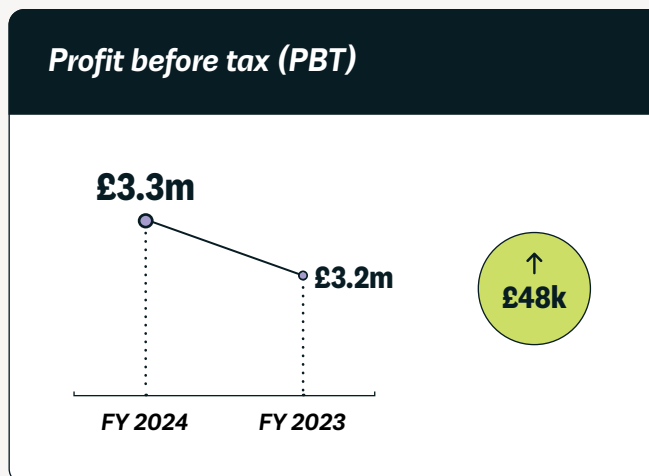 Profit before tax (PBT)
£3.3m
£3.2m
↑
£48k
FY 2024
FY 2023